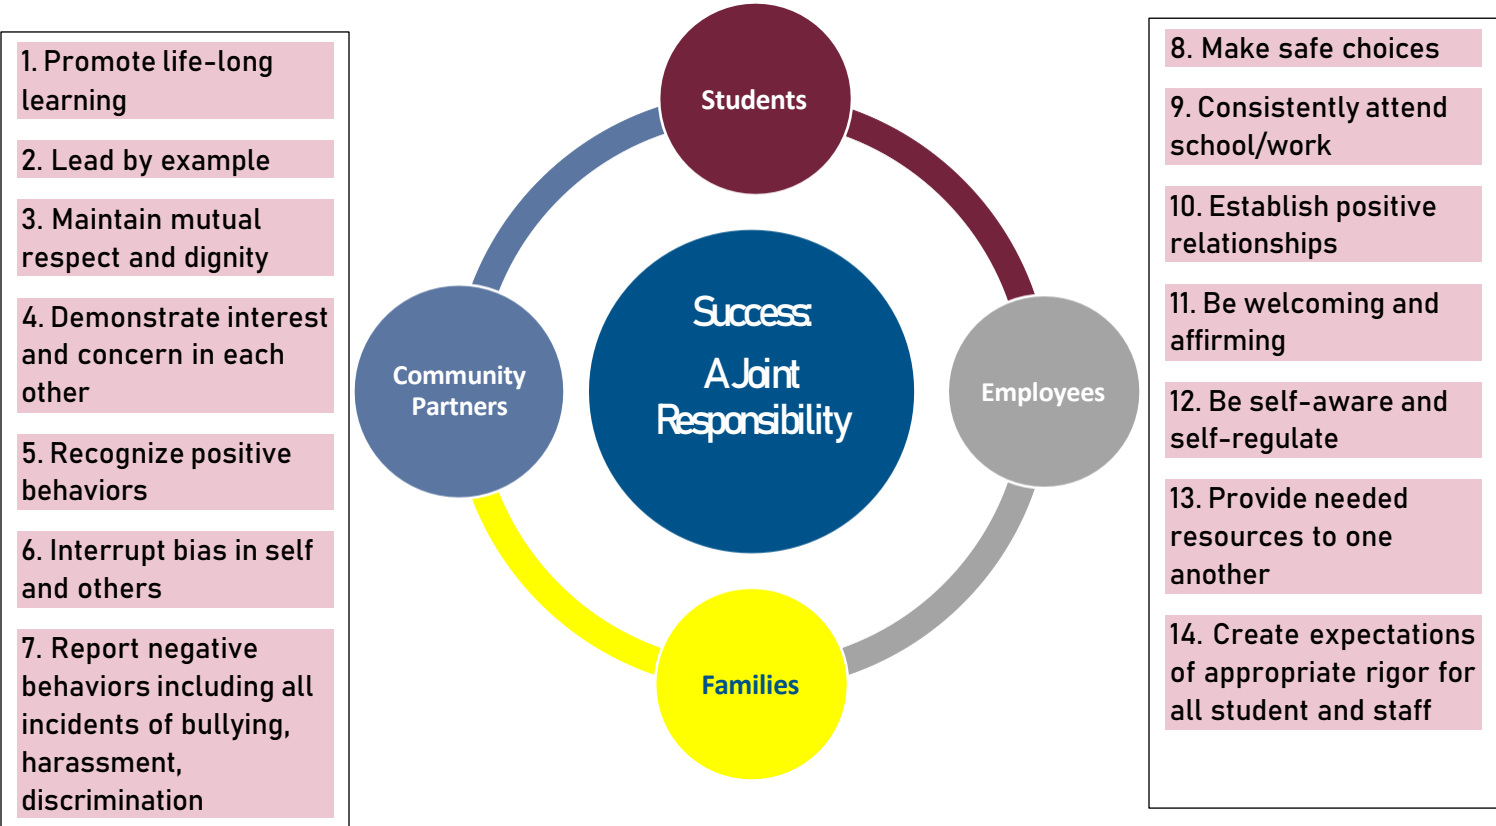 1. Promote life-long
learning
2. Lead by example
3. Maintain mutual
respect and dignity
4. Demonstrate interest
and concern in each
other
5. Recognize positive
behaviors
6. Interrupt bias in self
and others
7. Report negative
behaviors including all
incidents of bullying,
harassment,
discrimination
Students
Community
Partners
Success:
A Joint
Responsibility
Employees
Families
8. Make safe choices
9. Consistently attend
school/work
10. Establish positive
relationships
11. Be welcoming and
affirming
12. Be self-aware and
self-regulate
13. Provide needed
resources to one
another
14. Create expectations
of appropriate rigor for
all student and staff